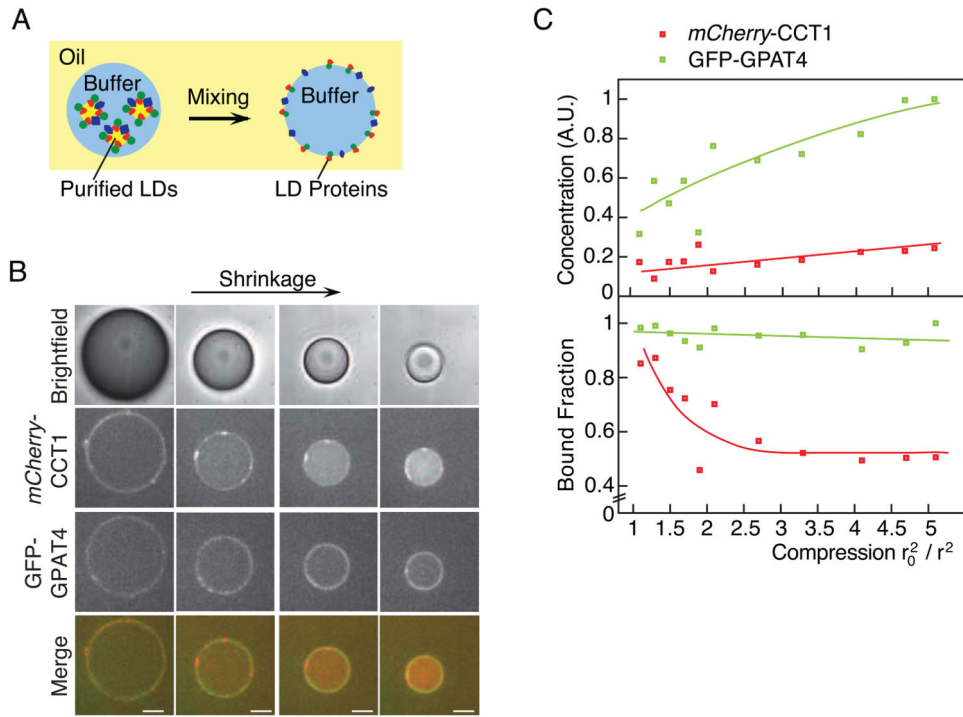 A
Oil
Buffer
Mixing
Buffer
Purified LDs
LD Proteins
B
Shrinkage
Brightfield
mCherry-
CCT1
GFP-
GPAT4
Merge
C
mCherry-CCT1
GFP-GPAT4
Concentration (A.U.)
1
0.8
0.6
0.4
0.2
0
Bound Fraction
1
0.8
0.6
0.4
0
1 1.5 2 2.5 3 3.5 4 4.5 5
Compression r₀² / r²